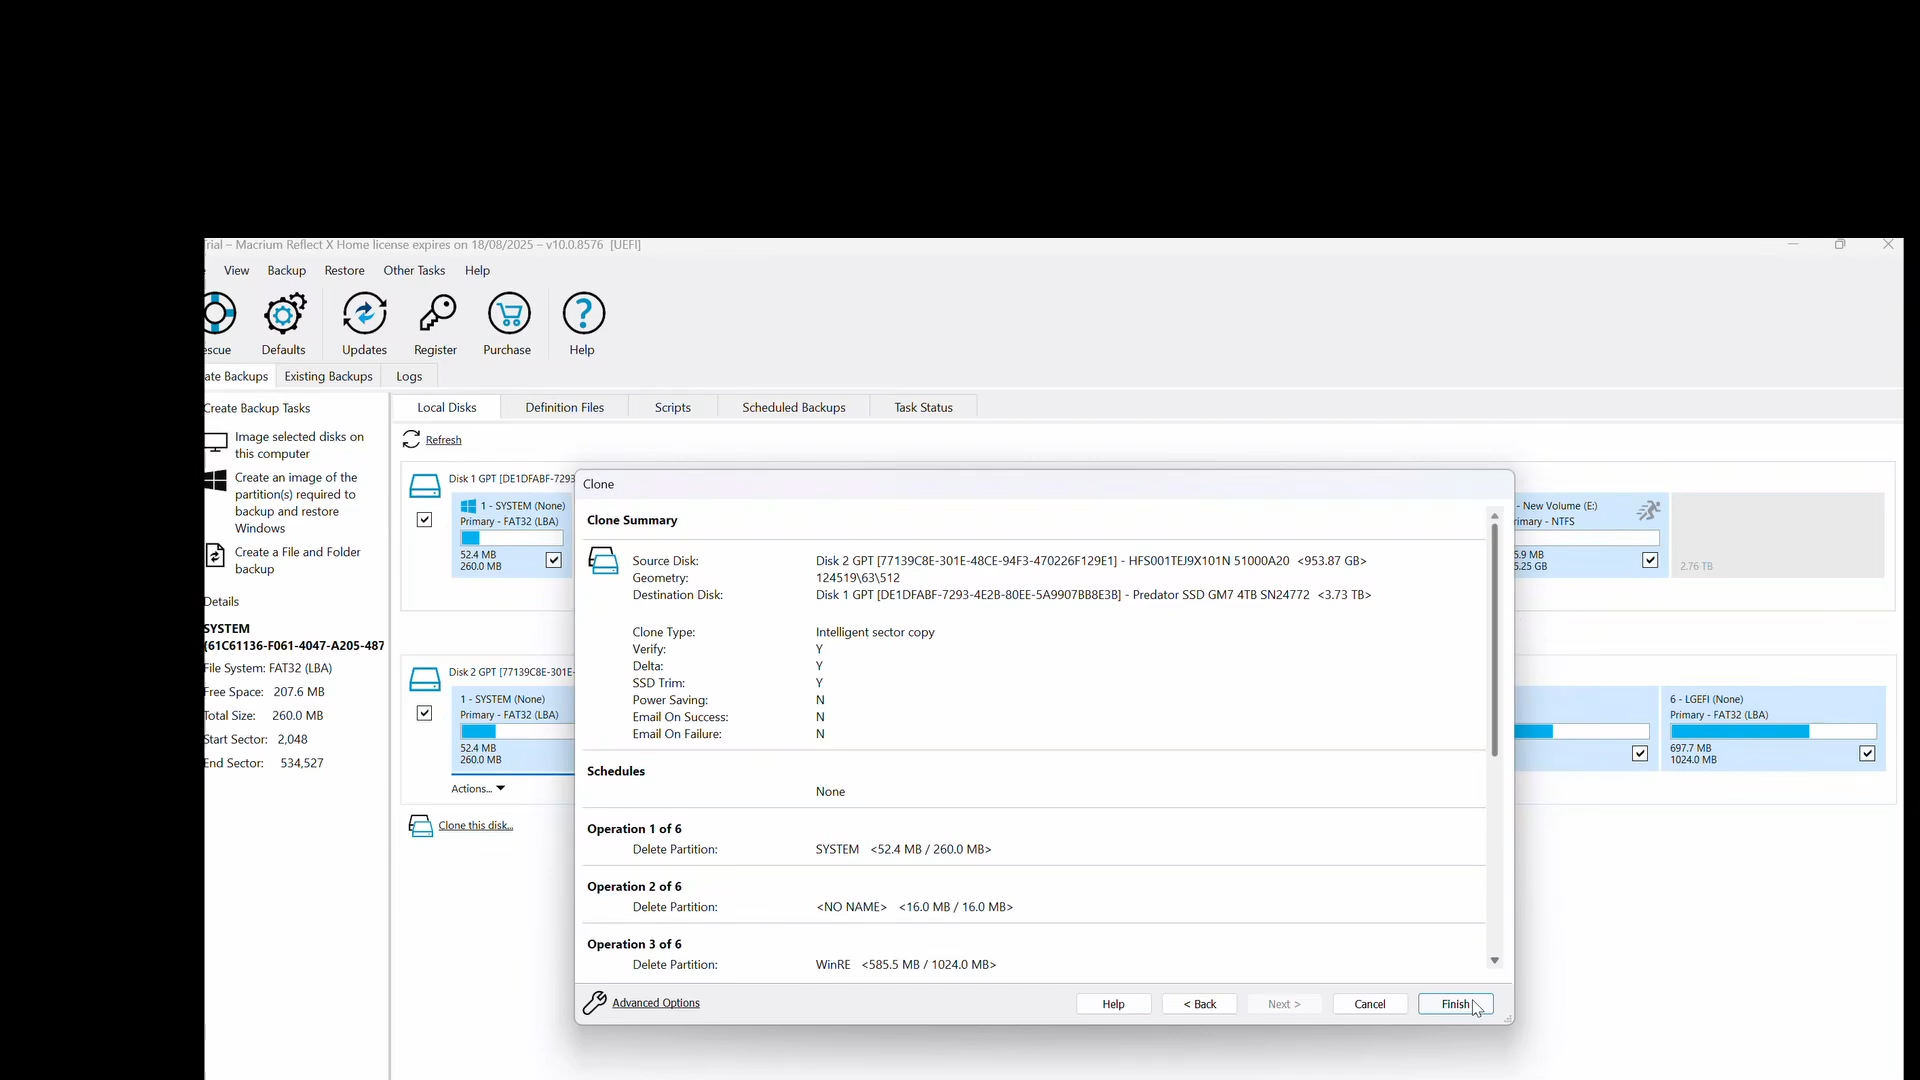 rial – Macrium Reflect X Home license expires on 18/08/2025 – v10.0.8576 [UEFI]
View Backup Restore Other Tasks Help
escue Defaults Updates Register Purchase Help
ate Backups Existing Backups Logs
Create Backup Tasks
Image selected disks on
this computer
Create an image of the
partition(s) required to
backup and restore
Windows
Create a File and Folder
backup
Details
SYSTEM
{61C61136-F061-4047-A205-487
File System: FAT32 (LBA)
Free Space: 207.6 MB
Total Size: 260.0 MB
Start Sector: 2,048
End Sector: 534,527
Local Disks Definition Files Scripts Scheduled Backups Task Status
Refresh
Disk 1 GPT [DE1DFABF-7293
1 - SYSTEM (None)
Primary - FAT32 (LBA)
52.4 MB
260.0 MB
- New Volume (E:)
rimary - NTFS
5.9 MB
5.25 GB
2.76 TB
Disk 2 GPT [77139C8E-301E-
1 - SYSTEM (None)
Primary - FAT32 (LBA)
52.4 MB
260.0 MB
6 - LGEFI (None)
Primary - FAT32 (LBA)
697.7 MB
1024.0 MB
Actions...
Clone this disk...
Clone
Clone Summary
Source Disk: Disk 2 GPT [77139C8E-301E-48CE-94F3-470226F129E1] - HFS001TEJ9X101N 51000A20 <953.87 GB>
Geometry: 124519\63\512
Destination Disk: Disk 1 GPT [DE1DFABF-7293-4E2B-80EE-5A9907BB8E3B] - Predator SSD GM7 4TB SN24772 <3.73 TB>
Clone Type: Intelligent sector copy
Verify: Y
Delta: Y
SSD Trim: Y
Power Saving: N
Email On Success: N
Email On Failure: N
Schedules
None
Operation 1 of 6
Delete Partition: SYSTEM <52.4 MB / 260.0 MB>
Operation 2 of 6
Delete Partition: <NO NAME> <16.0 MB / 16.0 MB>
Operation 3 of 6
Delete Partition: WinRE <585.5 MB / 1024.0 MB>
Advanced Options Help < Back Next > Cancel Finish